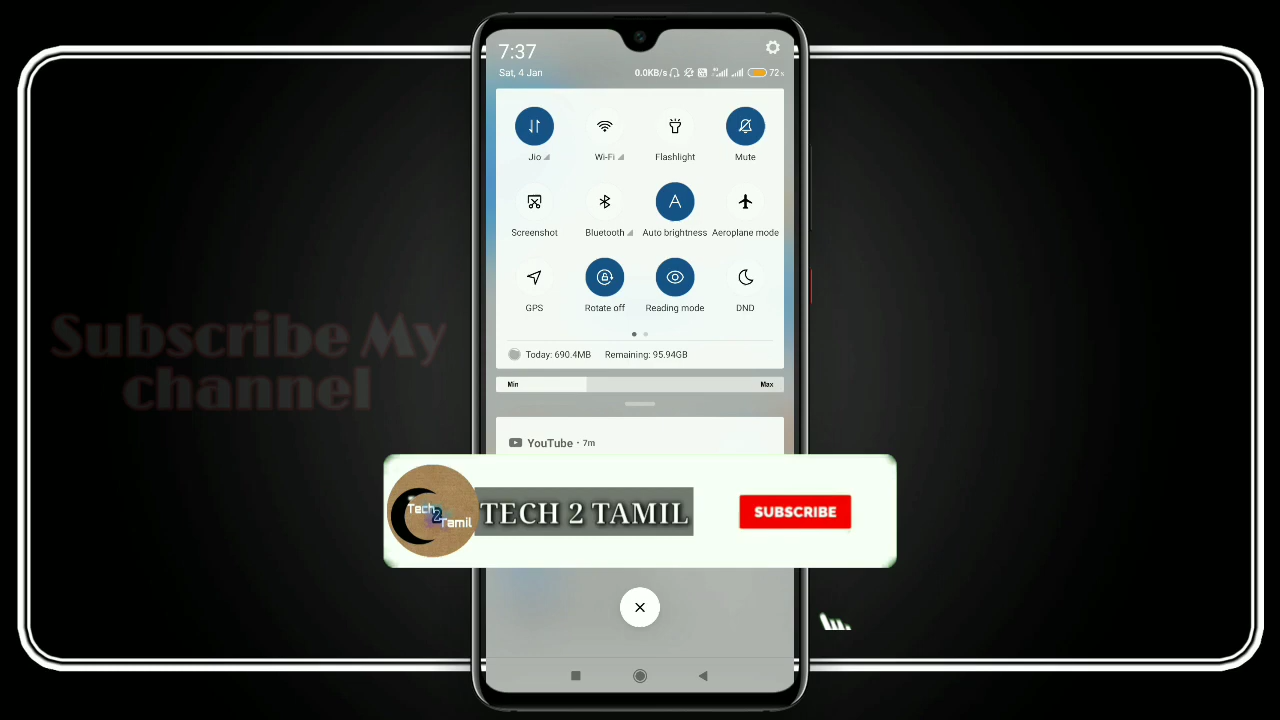 7:37
Sat, 4 Jan
0.0KB/s
72%
Jio
Wi-Fi
Flashlight
Mute
Screenshot
Bluetooth
Auto brightness
Aeroplane mode
GPS
Rotate off
Reading mode
DND
Today: 690.4MB Remaining: 95.94GB
Min
Max
Subscribe My
channel
YouTube · 7m
Tech
2
Tamil
TECH 2 TAMIL
SUBSCRIBE